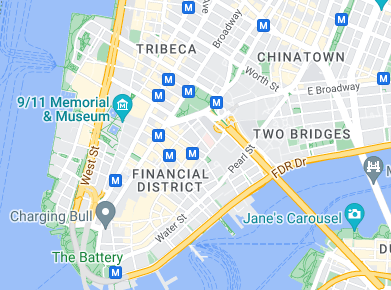 M
M
Broadway
M
M
TRIBECA
CHINATOWN
M
M
Worth St
M
M
M
E Broadway
9/11 Memorial
& Museum
M
TWO BRIDGES
M
M
West St
Pearl St
FDR Dr
M
FINANCIAL
DISTRICT
M
Charging Bull
Water St
Jane's Carousel
The Battery
M